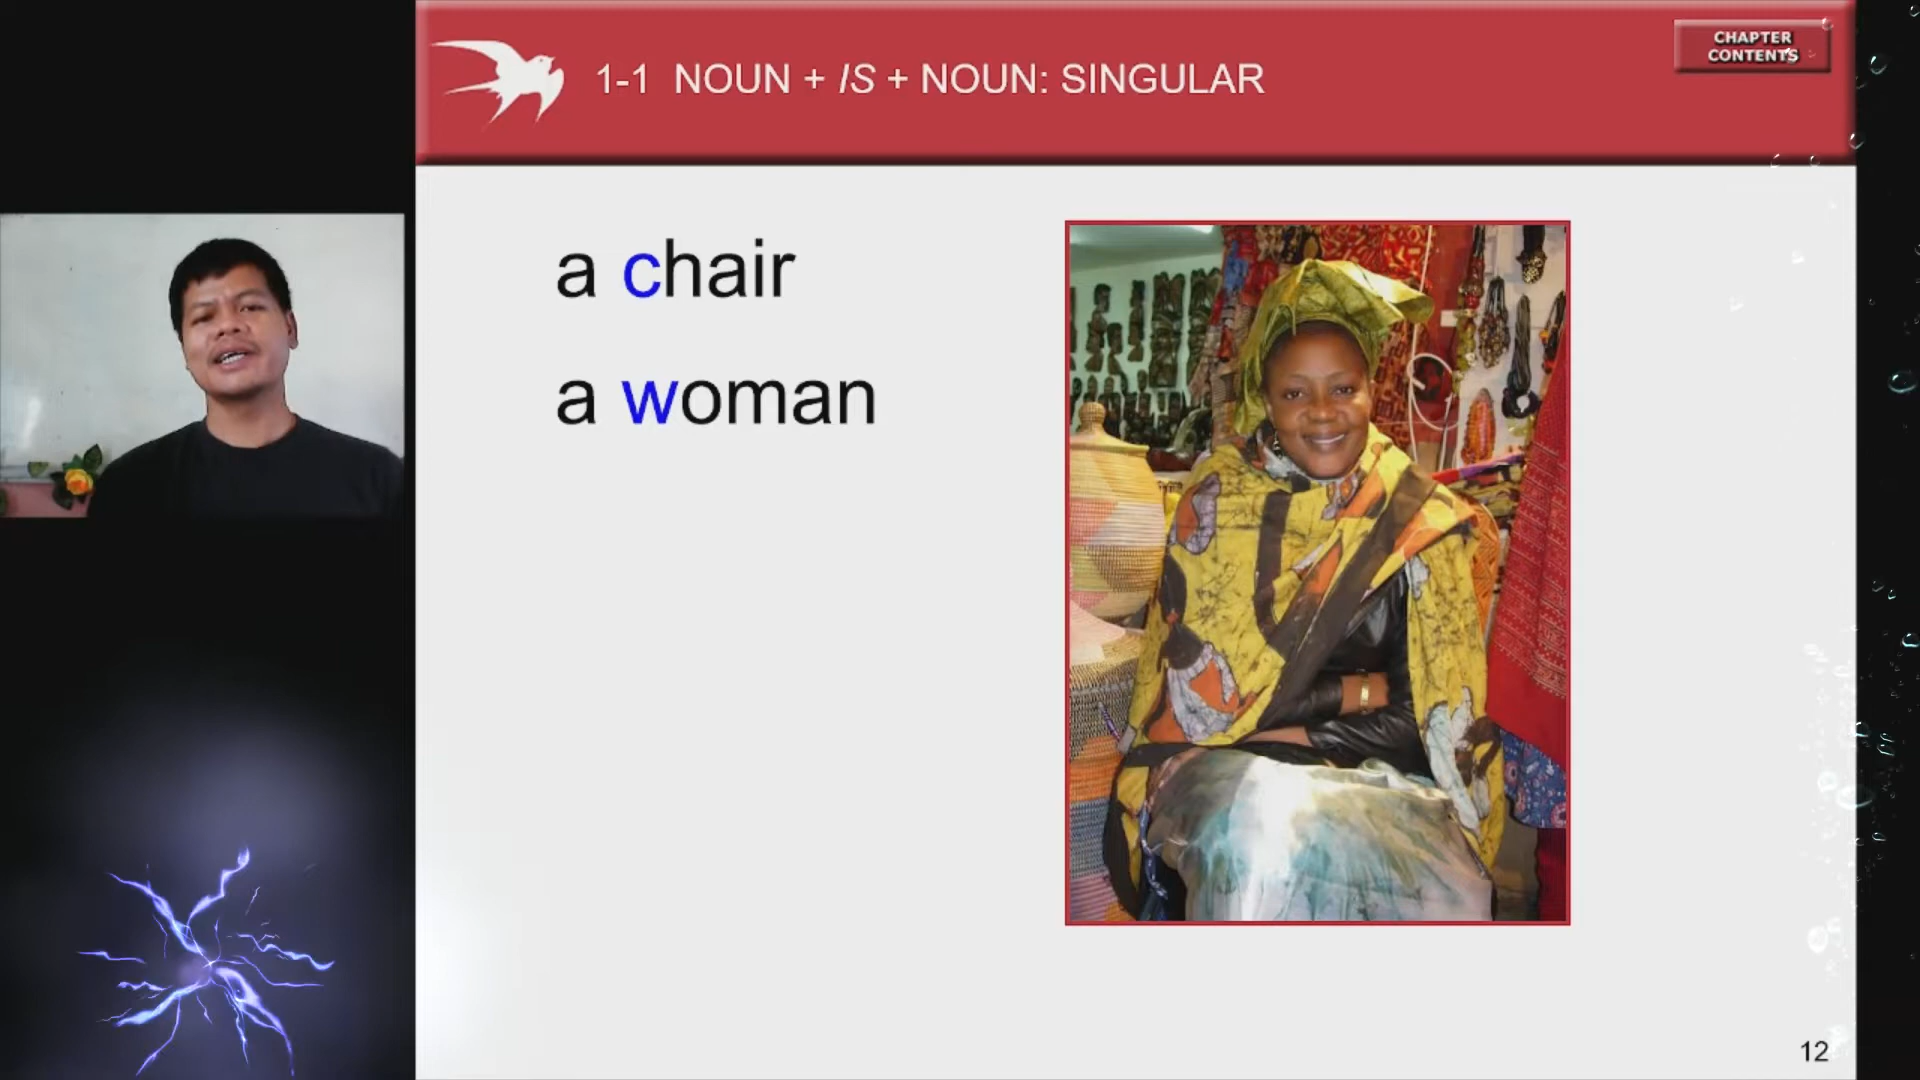 1-1 NOUN + IS + NOUN: SINGULAR
CHAPTER
CONTENTS
a chair
a woman
12